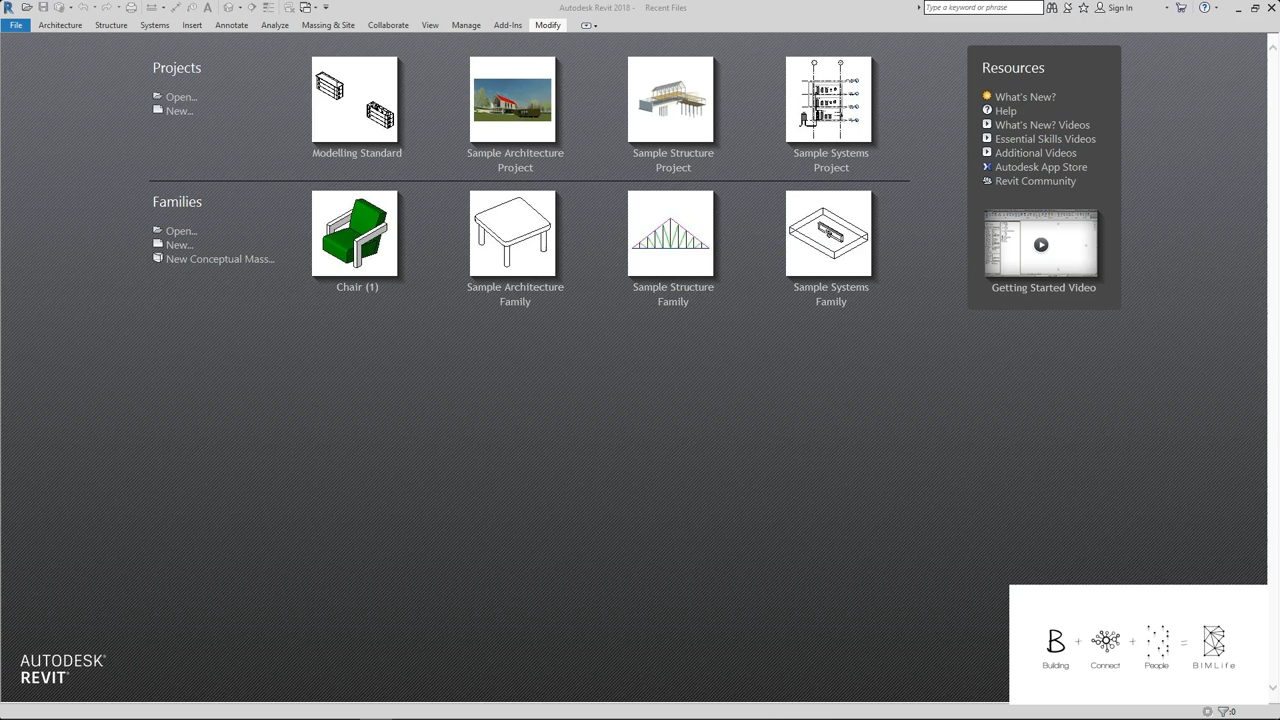 Autodesk Revit 2018 - Recent Files
Type a keyword or phrase
Sign In
File Architecture Structure Systems Insert Annotate Analyze Massing & Site Collaborate View Manage Add-Ins Modify
Projects
Open...
New...
Modelling Standard
Sample Architecture
Project
Sample Structure
Project
Sample Systems
Project
Families
Open...
New...
New Conceptual Mass...
Chair (1)
Sample Architecture
Family
Sample Structure
Family
Sample Systems
Family
Resources
What's New?
Help
What's New? Videos
Essential Skills Videos
Additional Videos
Autodesk App Store
Revit Community
Getting Started Video
AUTODESK®
REVIT®
B + + =
Building Connect People BIMLife
:0